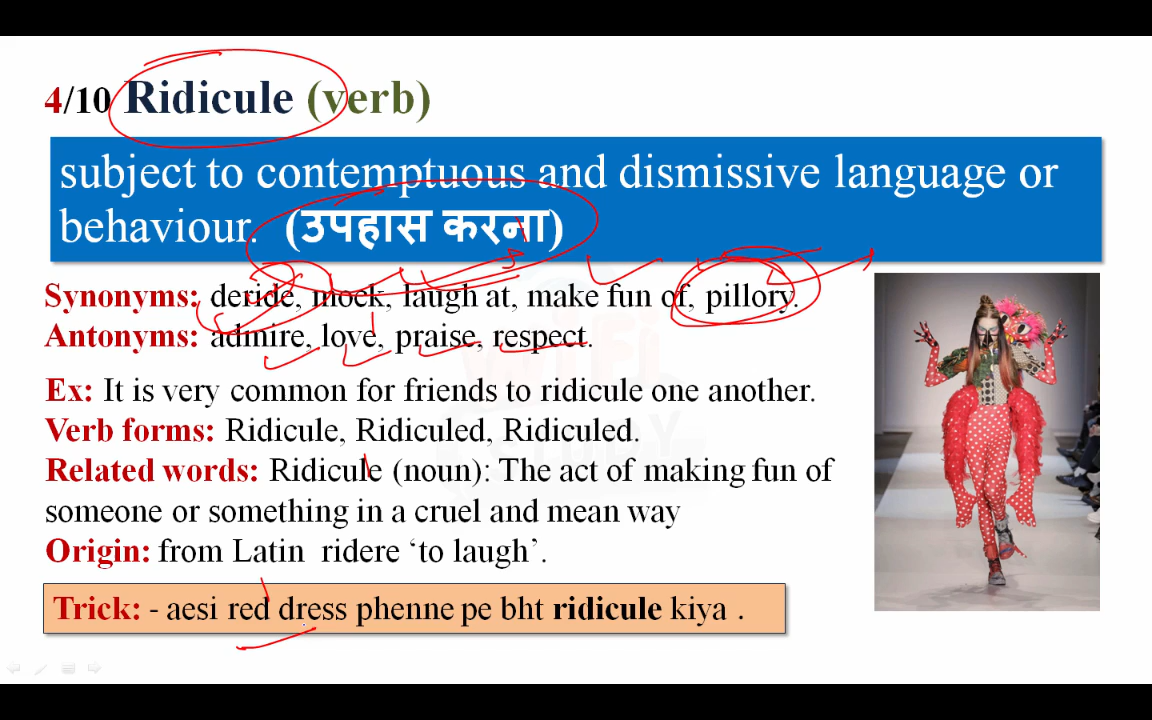 4/10 Ridicule (verb)
subject to contemptuous and dismissive language or
behaviour. (उपहास करना)
Synonyms: deride, mock, laugh at, make fun of, pillory.
Antonyms: admire, love, praise, respect.
Ex: It is very common for friends to ridicule one another.
Verb forms: Ridicule, Ridiculed, Ridiculed.
Related words: Ridicule (noun): The act of making fun of
someone or something in a cruel and mean way
Origin: from Latin ridere ‘to laugh’.
Trick: - aesi red dress phenne pe bht ridicule kiya .